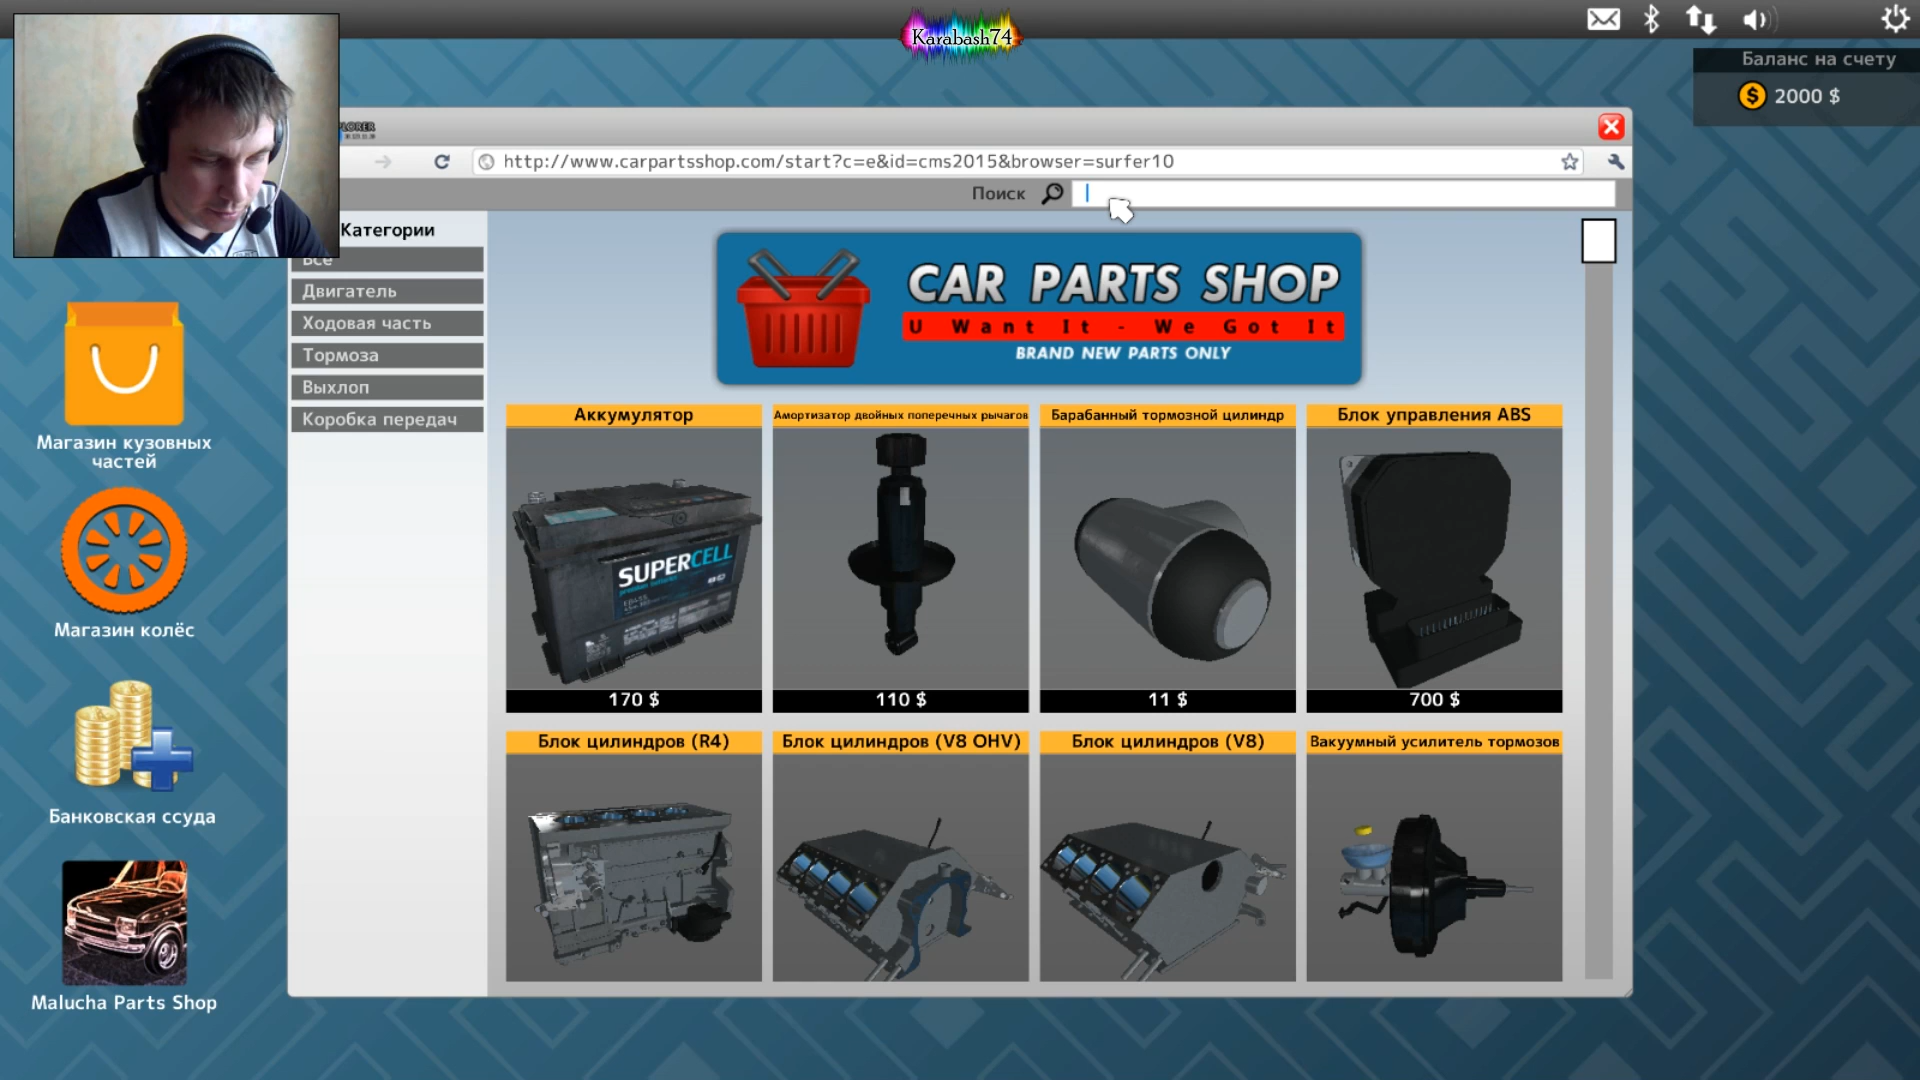 Karabash74
Баланс на счету
2000 $
http://www.carpartsshop.com/start?c=e&id=cms2015&browser=surfer10
Поиск
Категории
Все
Двигатель
Ходовая часть
Тормоза
Выхлоп
Коробка передач
CAR PARTS SHOP
U Want It - We Got It
BRAND NEW PARTS ONLY
Аккумулятор
Амортизатор двойных поперечных рычагов
Барабанный тормозной цилиндр
Блок управления ABS
SUPERCELL
170 $
110 $
11 $
700 $
Блок цилиндров (R4)
Блок цилиндров (V8 OHV)
Блок цилиндров (V8)
Вакуумный усилитель тормозов
Магазин кузовных
частей
Магазин колёс
Банковская ссуда
Malucha Parts Shop